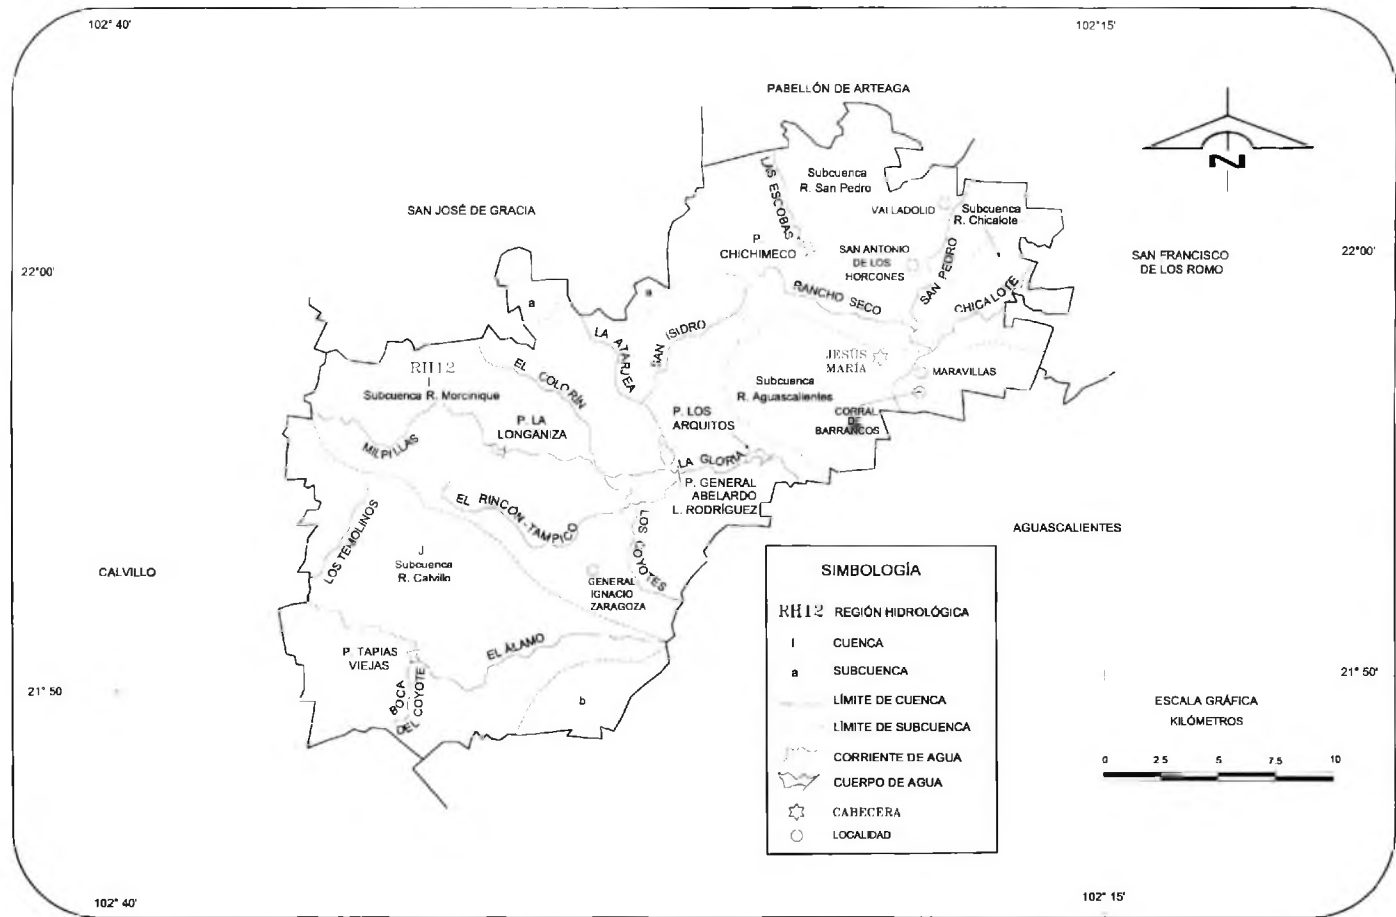 102° 40'
102°15'
PABELLÓN DE ARTEAGA
LAS ESCOBAS
Subcuenca
R. San Pedro
VALLADOLID
Subcuenca
R. Chicalote
SAN JOSÉ DE GRACIA
P.
CHICHIMECO
SAN ANTONIO
DE LOS
HORCONES
SAN PEDRO
SAN FRANCISCO
DE LOS ROMO
N
22°00'
22° 00'
RANCHO SECO
CHICALOTE
a
a
LA ATARJEA
SAN ISIDRO
JESÚS
MARÍA
MARAVILLAS
RH12
I
Subcuenca R. Morcinique
EL COLORÍN
Subcuenca
R. Aguascalientes
P. LA
LONGANIZA
P. LOS
ARQUITOS
CORRAL
DE
BARRANCOS
MILPILLAS
LA GLORIA
P. GENERAL
ABELARDO
L. RODRÍGUEZ
EL RINCÓN-TAMPICO
LOS COYOTES
LOS TEMOLINOS
AGUASCALIENTES
J
Subcuenca
R. Calvillo
CALVILLO
GENERAL
IGNACIO
ZARAGOZA
P. TAPIAS
VIEJAS
EL ÁLAMO
BOCA
DEL COYOTE
b
21° 50
21° 50'
SIMBOLOGÍA
RH12 REGIÓN HIDROLÓGICA
I CUENCA
a SUBCUENCA
LÍMITE DE CUENCA
LÍMITE DE SUBCUENCA
CORRIENTE DE AGUA
CUERPO DE AGUA
CABECERA
LOCALIDAD
ESCALA GRÁFICA
KILÓMETROS
0 2.5 5 7.5 10
102° 40'
102° 15'